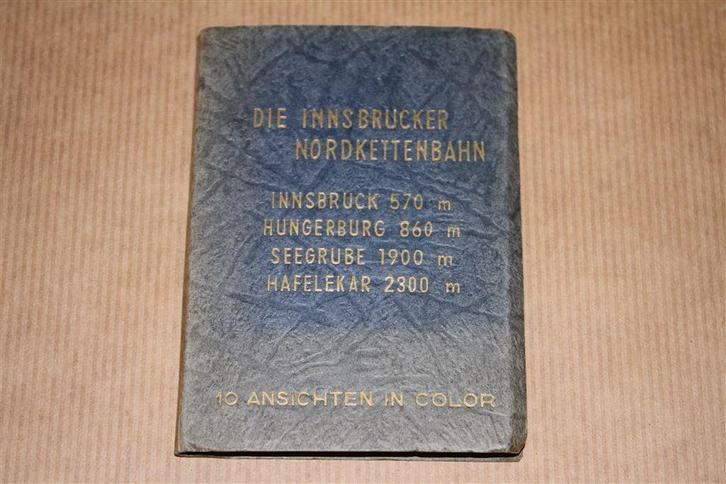 DIE INNSBRUCKER
NORDKETTENBAHN
INNSBRUCK 570 m
HUNGERBURG 860 m
SEEGRUBE 1900 m
HAFELEKAR 2300 m
10 ANSICHTEN IN COLOR